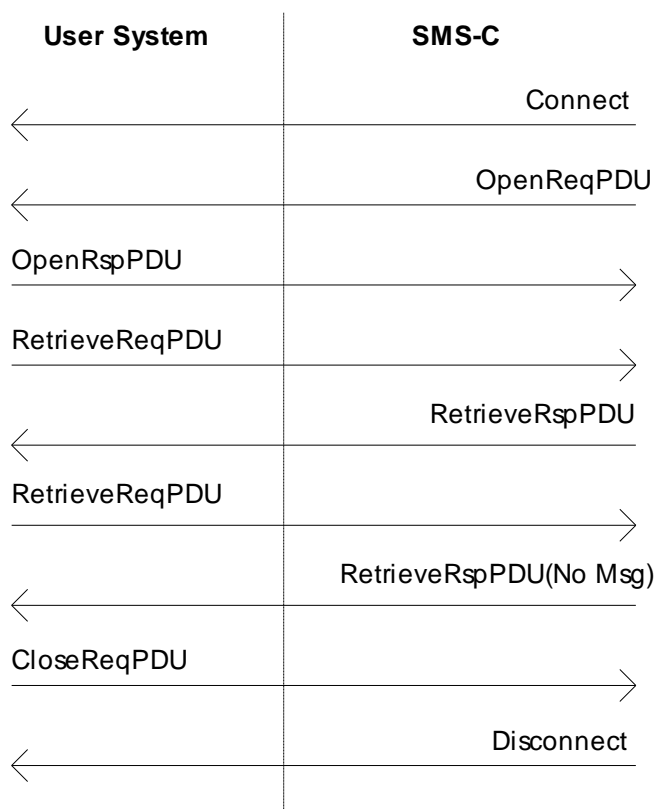 User System
SMS-C
Connect
OpenReqPDU
OpenRspPDU
RetrieveReqPDU
RetrieveRspPDU
RetrieveReqPDU
RetrieveRspPDU(No Msg)
CloseReqPDU
Disconnect